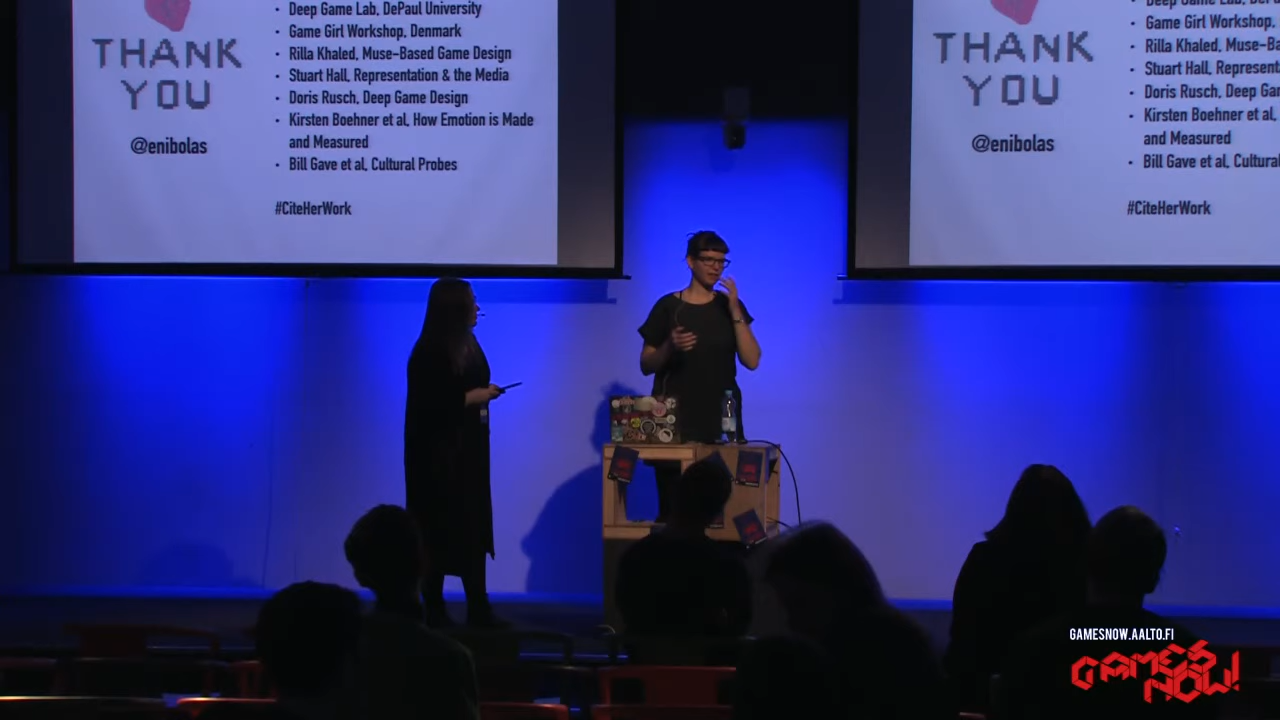 THANK
YOU
@enibolas
• Deep Game Lab, DePaul University
• Game Girl Workshop, Denmark
• Rilla Khaled, Muse-Based Game Design
• Stuart Hall, Representation & the Media
• Doris Rusch, Deep Game Design
• Kirsten Boehner et al, How Emotion is Made
and Measured
• Bill Gave et al, Cultural Probes
#CiteHerWork
THANK
YOU
@enibolas
• Game Girl Workshop,
• Rilla Khaled, Muse-Ba
• Stuart Hall, Represent
• Doris Rusch, Deep Gar
• Kirsten Boehner et al,
and Measured
• Bill Gave et al, Cultural
#CiteHerWork
GAMESNOW.AALTO.FI
GAMES
NOW!